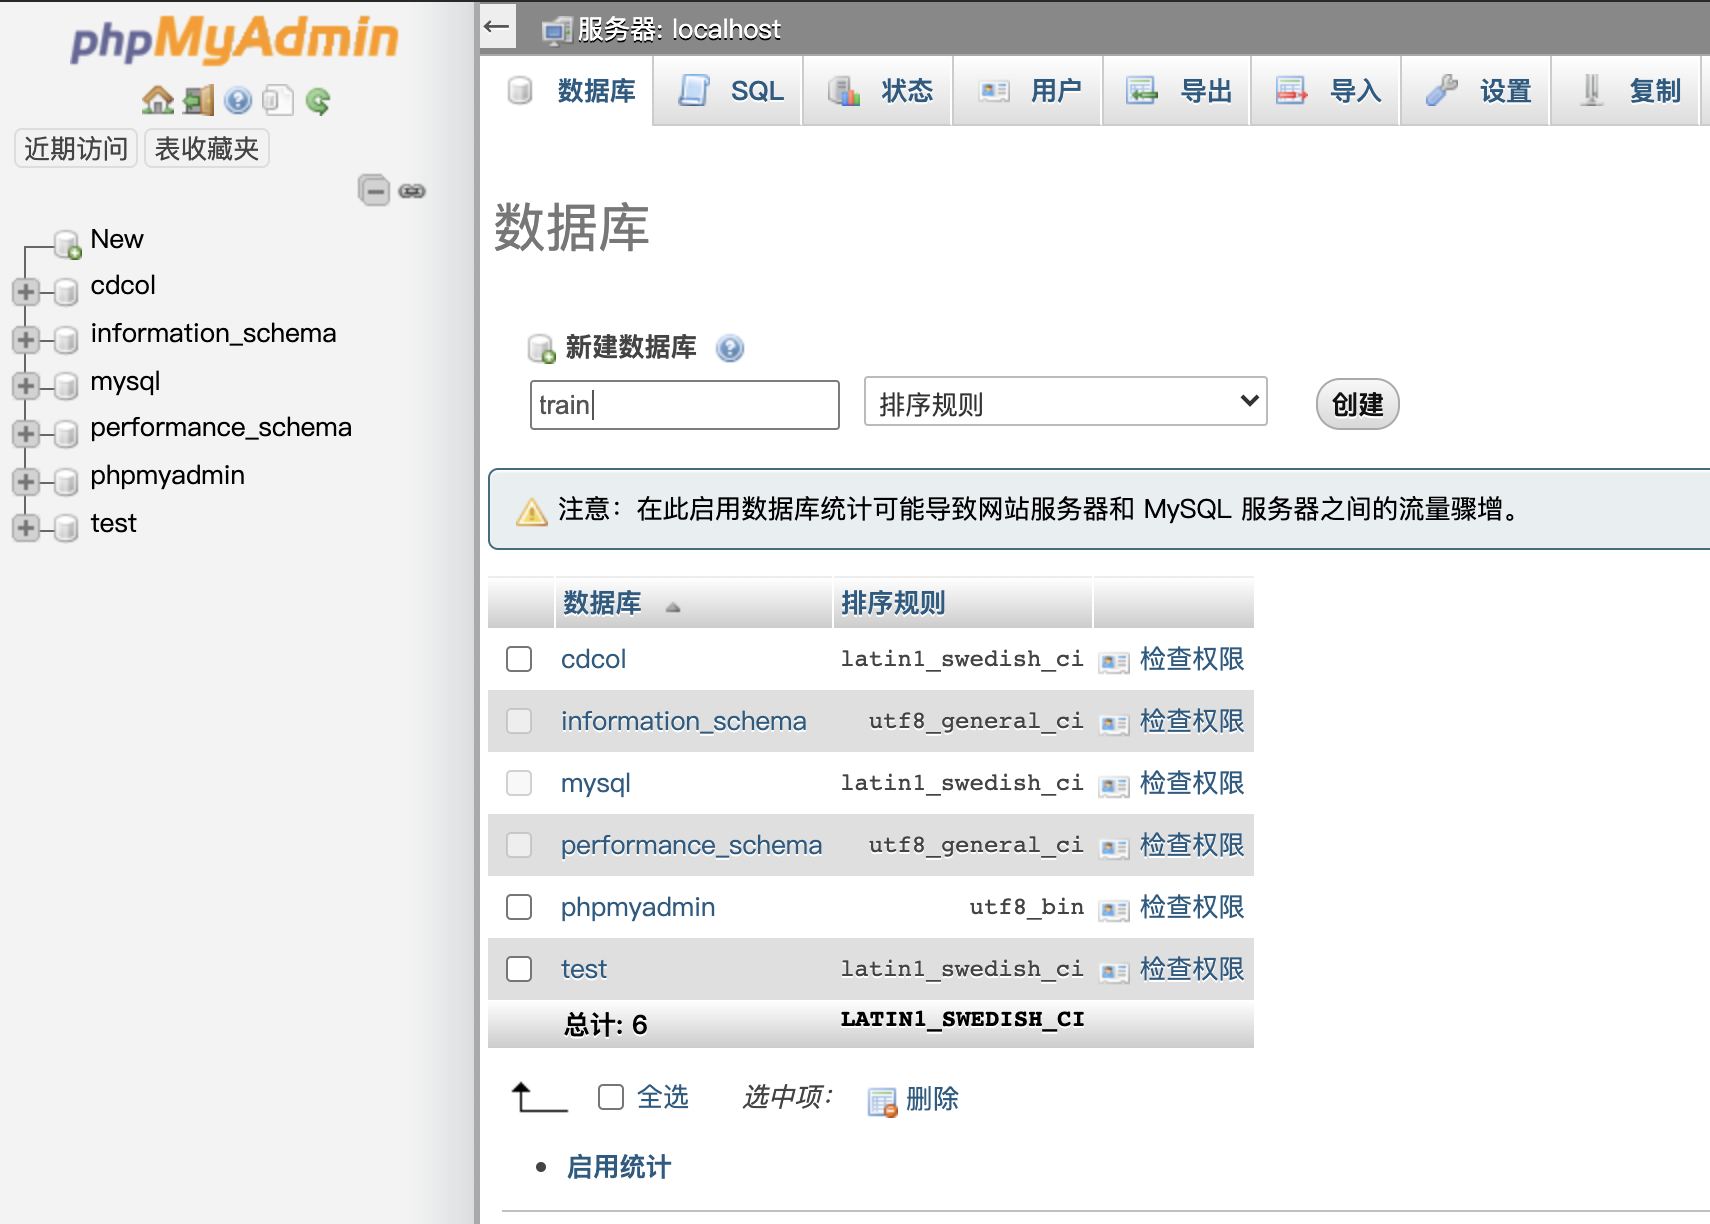 phpMyAdmin
近期访问 表收藏夹
New
cdcol
information_schema
mysql
performance_schema
phpmyadmin
test
服务器: localhost
数据库 SQL 状态 用户 导出 导入 设置 复制
数据库
新建数据库
train 排序规则 创建
注意：在此启用数据库统计可能导致网站服务器和 MySQL 服务器之间的流量骤增。
数据库 排序规则
cdcol latin1_swedish_ci 检查权限
information_schema utf8_general_ci 检查权限
mysql latin1_swedish_ci 检查权限
performance_schema utf8_general_ci 检查权限
phpmyadmin utf8_bin 检查权限
test latin1_swedish_ci 检查权限
总计: 6 LATIN1_SWEDISH_CI
全选 选中项： 删除
启用统计